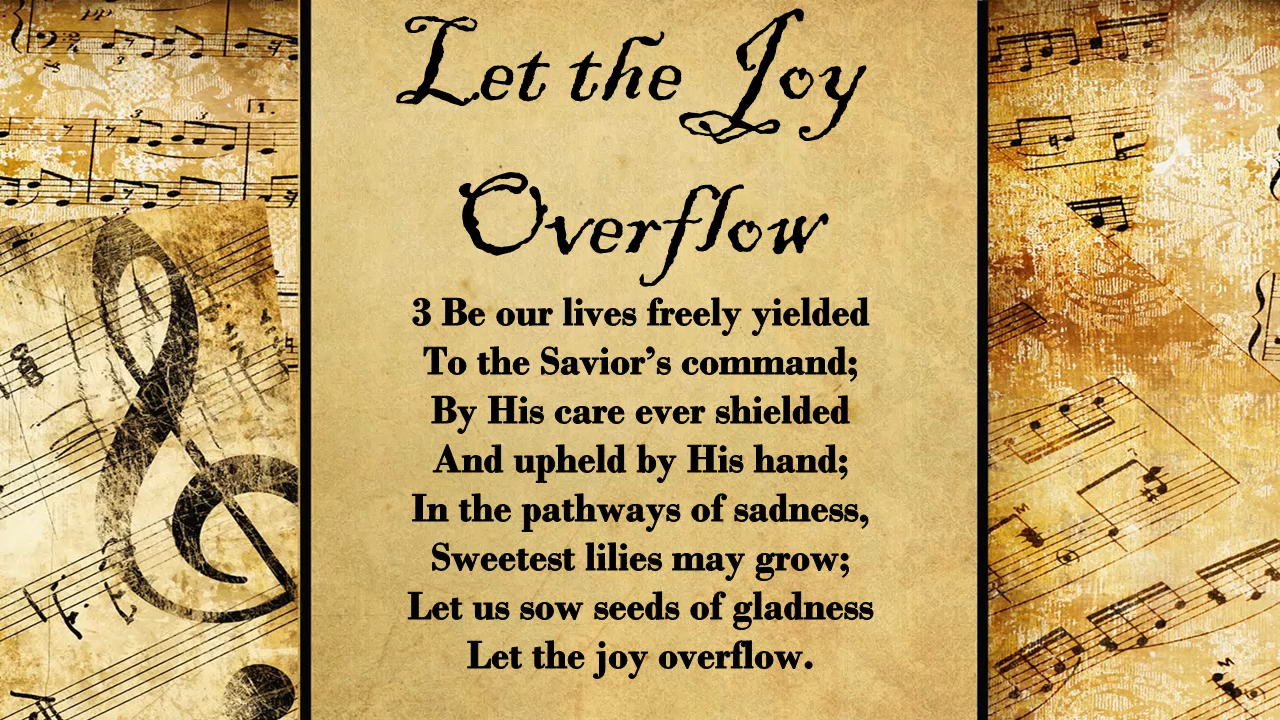 Let the Joy
Overflow
3 Be our lives freely yielded
To the Savior’s command;
By His care ever shielded
And upheld by His hand;
In the pathways of sadness,
Sweetest lilies may grow;
Let us sow seeds of gladness
Let the joy overflow.